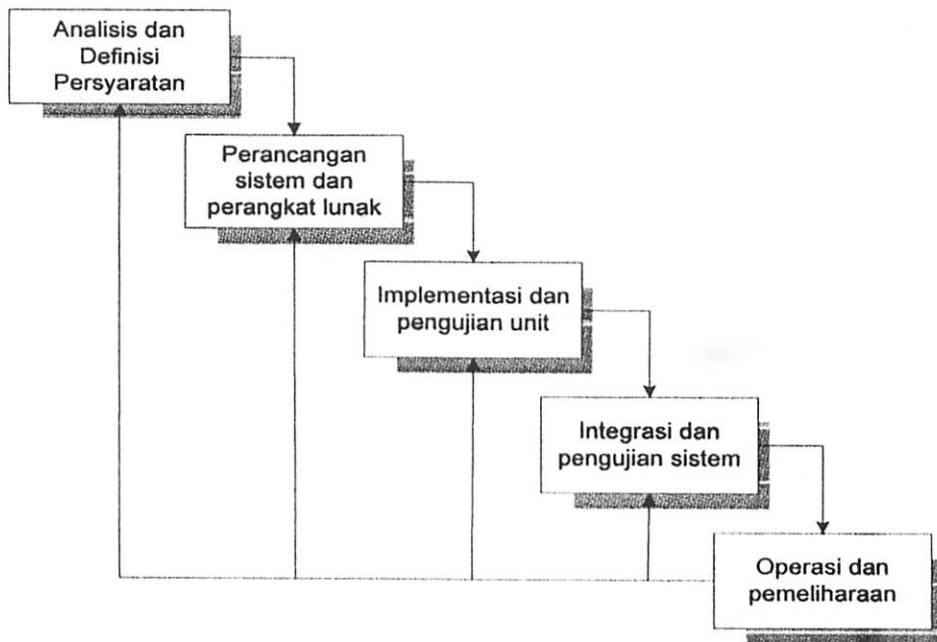 Analisis dan
Definisi
Persyaratan
Perancangan
sistem dan
perangkat lunak
Implementasi dan
pengujian unit
Integrasi dan
pengujian sistem
Operasi dan
pemeliharaan